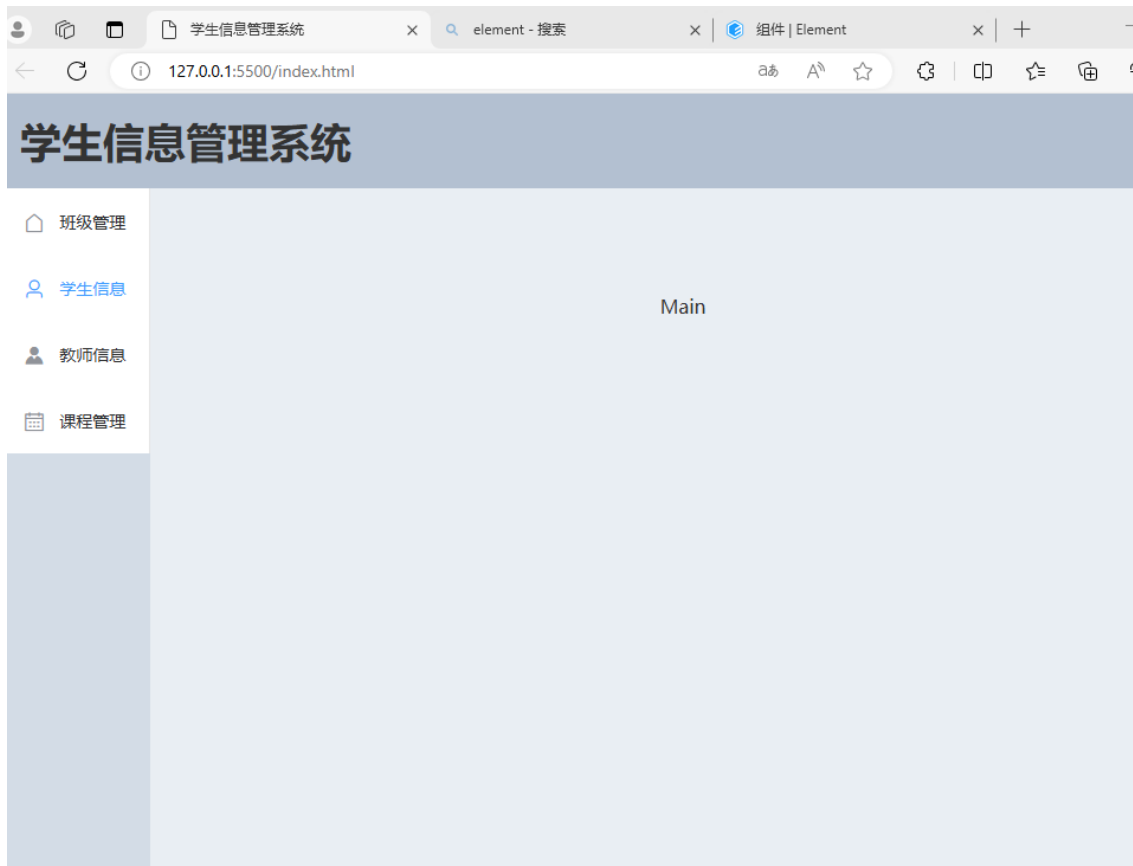 学生信息管理系统
element - 搜索
组件 | Element
127.0.0.1:5500/index.html
aあ
学生信息管理系统
班级管理
学生信息
教师信息
课程管理
Main